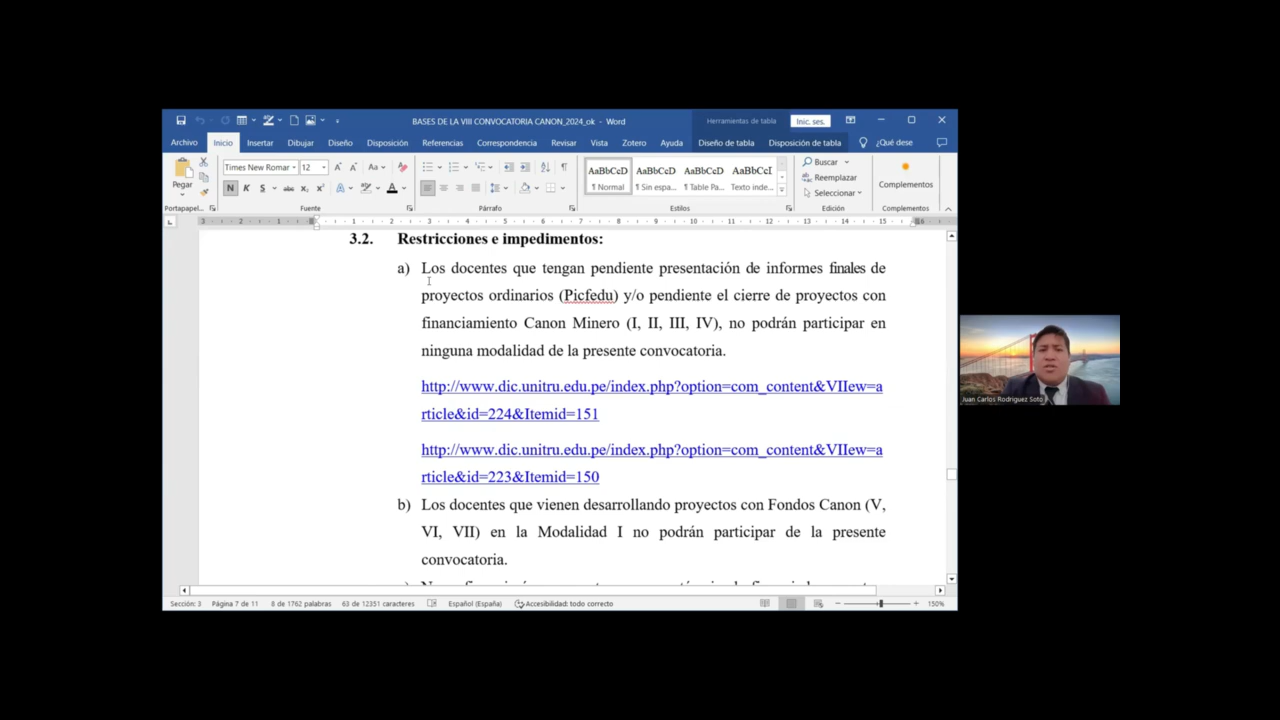 BASES DE LA VIII CONVOCATORIA CANON_2024_ok - Word
Herramientas de tabla
Inic. ses.
Archivo Inicio Insertar Dibujar Diseño Disposición Referencias Correspondencia Revisar Vista Zotero Ayuda Diseño de tabla Disposición de tabla ¿Qué dese
Pegar
Times New Romar 12
AaBbCcD AaBbCcD AaBbCcD AaBbCcI
¶ Normal ¶ Sin espa... ¶ Table Pa... Texto inde...
Buscar
Reemplazar
Seleccionar
Complementos
Portapapel... Fuente Párrafo Estilos Edición Complementos
3.2. Restricciones e impedimentos:
a) Los docentes que tengan pendiente presentación de informes finales de
proyectos ordinarios (Picfedu) y/o pendiente el cierre de proyectos con
financiamiento Canon Minero (I, II, III, IV), no podrán participar en
ninguna modalidad de la presente convocatoria.
http://www.dic.unitru.edu.pe/index.php?option=com_content&VIIew=a
rticle&id=224&Itemid=151
http://www.dic.unitru.edu.pe/index.php?option=com_content&VIIew=a
rticle&id=223&Itemid=150
b) Los docentes que vienen desarrollando proyectos con Fondos Canon (V,
VI, VII) en la Modalidad I no podrán participar de la presente
convocatoria.
Sección: 3 Página 7 de 11 8 de 1762 palabras 63 de 12351 caracteres Español (España) Accesibilidad: todo correcto 150%
Juan Carlos Rodriguez Soto